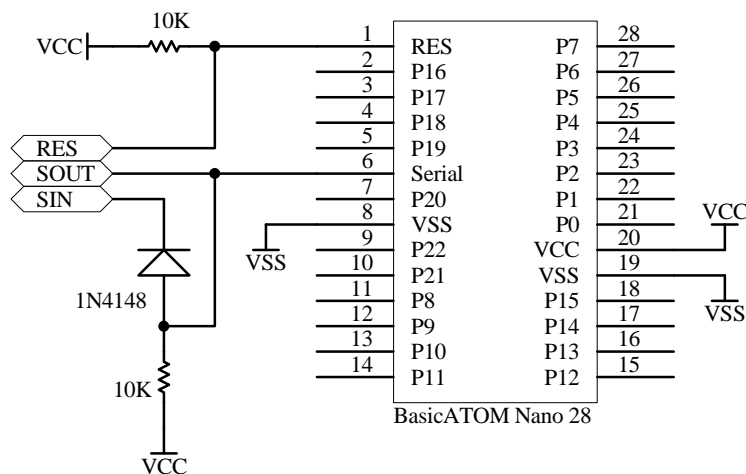 10K
VCC
RES
SOUT
SIN
1N4148
10K
VCC
VSS
1 RES P7 28
2 P16 P6 27
3 P17 P5 26
4 P18 P4 25
5 P19 P3 24
6 Serial P2 23
7 P20 P1 22
8 VSS P0 21
9 P22 VCC 20
10 P21 VSS 19
11 P8 P15 18
12 P9 P14 17
13 P10 P13 16
14 P11 P12 15
VCC
VSS
BasicATOM Nano 28